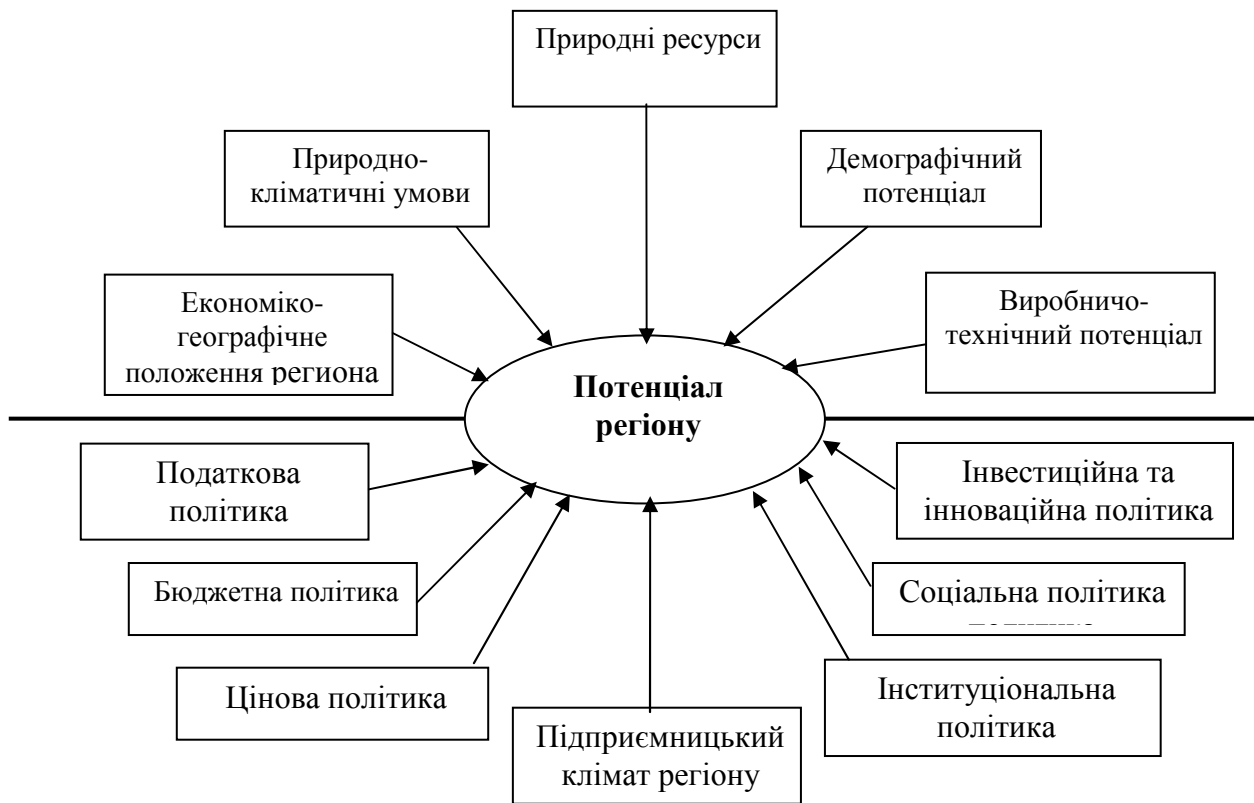 Природні ресурси
Природно-
кліматичні умови
Демографічний
потенціал
Економіко-
географічне
положення региона
Виробничо-
технічний потенціал
Потенціал
регіону
Податкова
політика
Інвестиційна та
інноваційна політика
Бюджетна політика
Соціальна політика
Цінова політика
Інституціональна
політика
Підприємницький
клімат регіону